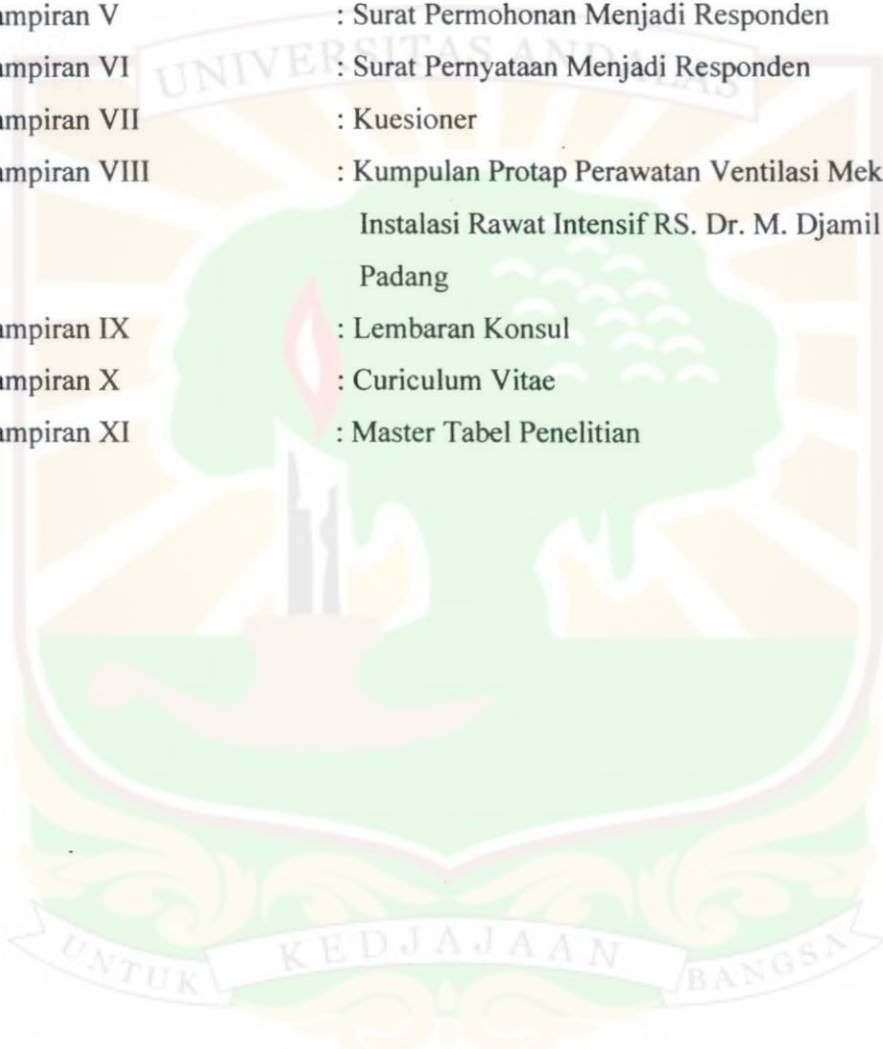 ampiran V : Surat Permohonan Menjadi Responden
UNIVERSITAS ANDALAS
ampiran VI : Surat Pernyataan Menjadi Responden
ampiran VII : Kuesioner
ampiran VIII : Kumpulan Protap Perawatan Ventilasi Mek
Instalasi Rawat Intensif RS. Dr. M. Djamil
Padang
ampiran IX : Lembaran Konsul
ampiran X : Curiculum Vitae
ampiran XI : Master Tabel Penelitian
UNTUK KEDJAJAAN BANGSA